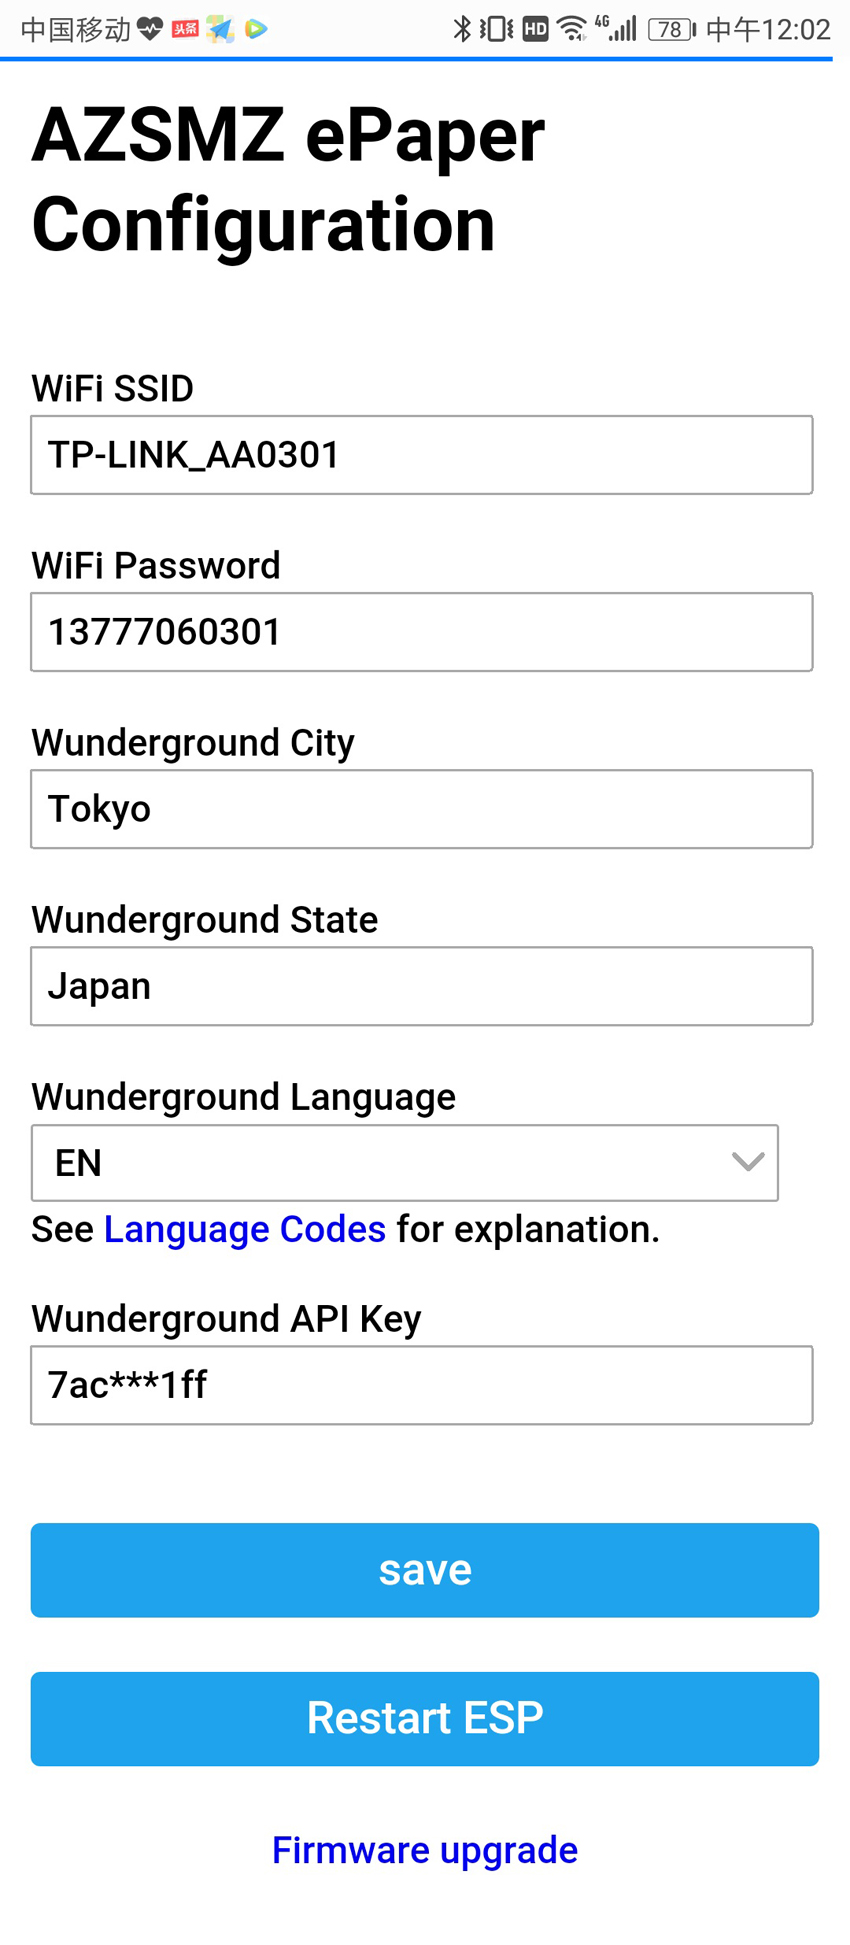 中国移动 头条 HD 4G 78 中午12:02
AZSMZ ePaper
Configuration
WiFi SSID
TP-LINK_AA0301
WiFi Password
13777060301
Wunderground City
Tokyo
Wunderground State
Japan
Wunderground Language
EN
See Language Codes for explanation.
Wunderground API Key
7ac***1ff
save
Restart ESP
Firmware upgrade